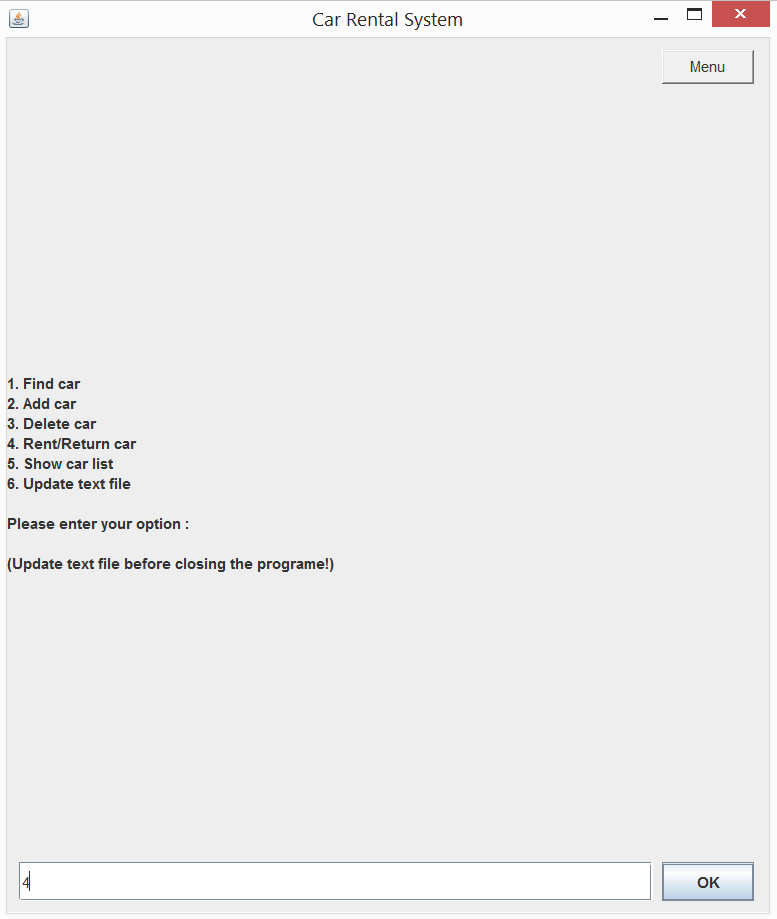 Car Rental System
Menu
1. Find car
2. Add car
3. Delete car
4. Rent/Return car
5. Show car list
6. Update text file
Please enter your option :
(Update text file before closing the programe!)
4
OK